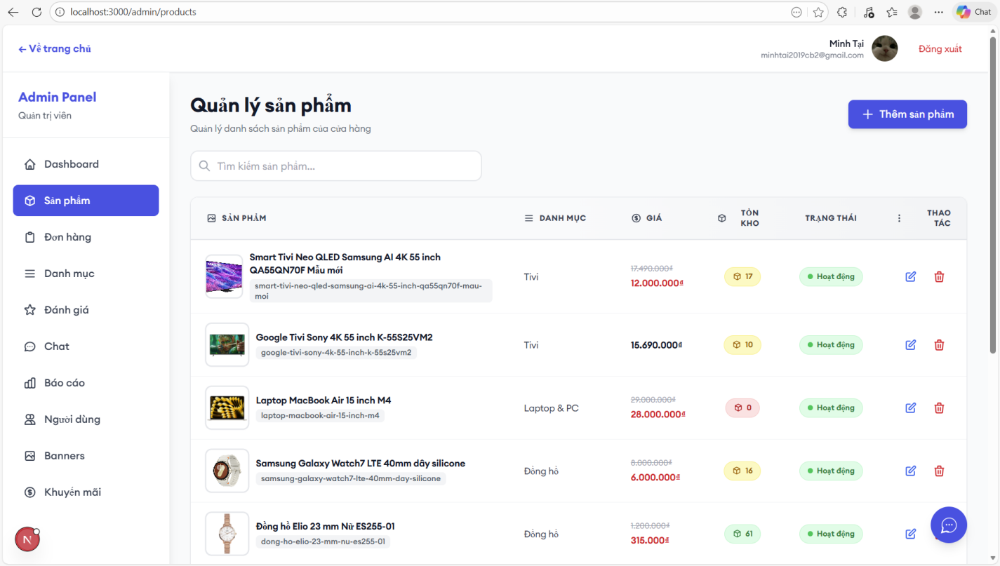 localhost:3000/admin/products
Chat
← Về trang chủ
Minh Tại
minhtai2019cb2@gmail.com
Đăng xuất
Admin Panel
Quản trị viên
Dashboard
Sản phẩm
Đơn hàng
Danh mục
Đánh giá
Chat
Báo cáo
Người dùng
Banners
Khuyến mãi
N
Quản lý sản phẩm
Quản lý danh sách sản phẩm của cửa hàng
+ Thêm sản phẩm
Tìm kiếm sản phẩm...
SẢN PHẨM DANH MỤC GIÁ TỒN KHO TRẠNG THÁI THAO TÁC
Smart Tivi Neo QLED Samsung AI 4K 55 inch
QA55QN70F Mẫu mới
smart-tivi-neo-qled-samsung-ai-4k-55-inch-qa55qn70f-mau-
moi
Tivi
17.490.000₫
12.000.000₫
17
Hoạt động
Google Tivi Sony 4K 55 inch K-55S25VM2
google-tivi-sony-4k-55-inch-k-55s25vm2
Tivi
15.690.000₫
10
Hoạt động
Laptop MacBook Air 15 inch M4
laptop-macbook-air-15-inch-m4
Laptop & PC
29.000.000₫
28.000.000₫
0
Hoạt động
Samsung Galaxy Watch7 LTE 40mm dây silicone
samsung-galaxy-watch7-lte-40mm-day-silicone
Đồng hồ
8.000.000₫
6.000.000₫
16
Hoạt động
Đồng hồ Elio 23 mm Nữ ES255-01
dong-ho-elio-23-mm-nu-es255-01
Đồng hồ
1.200.000₫
315.000₫
61
Hoạt động